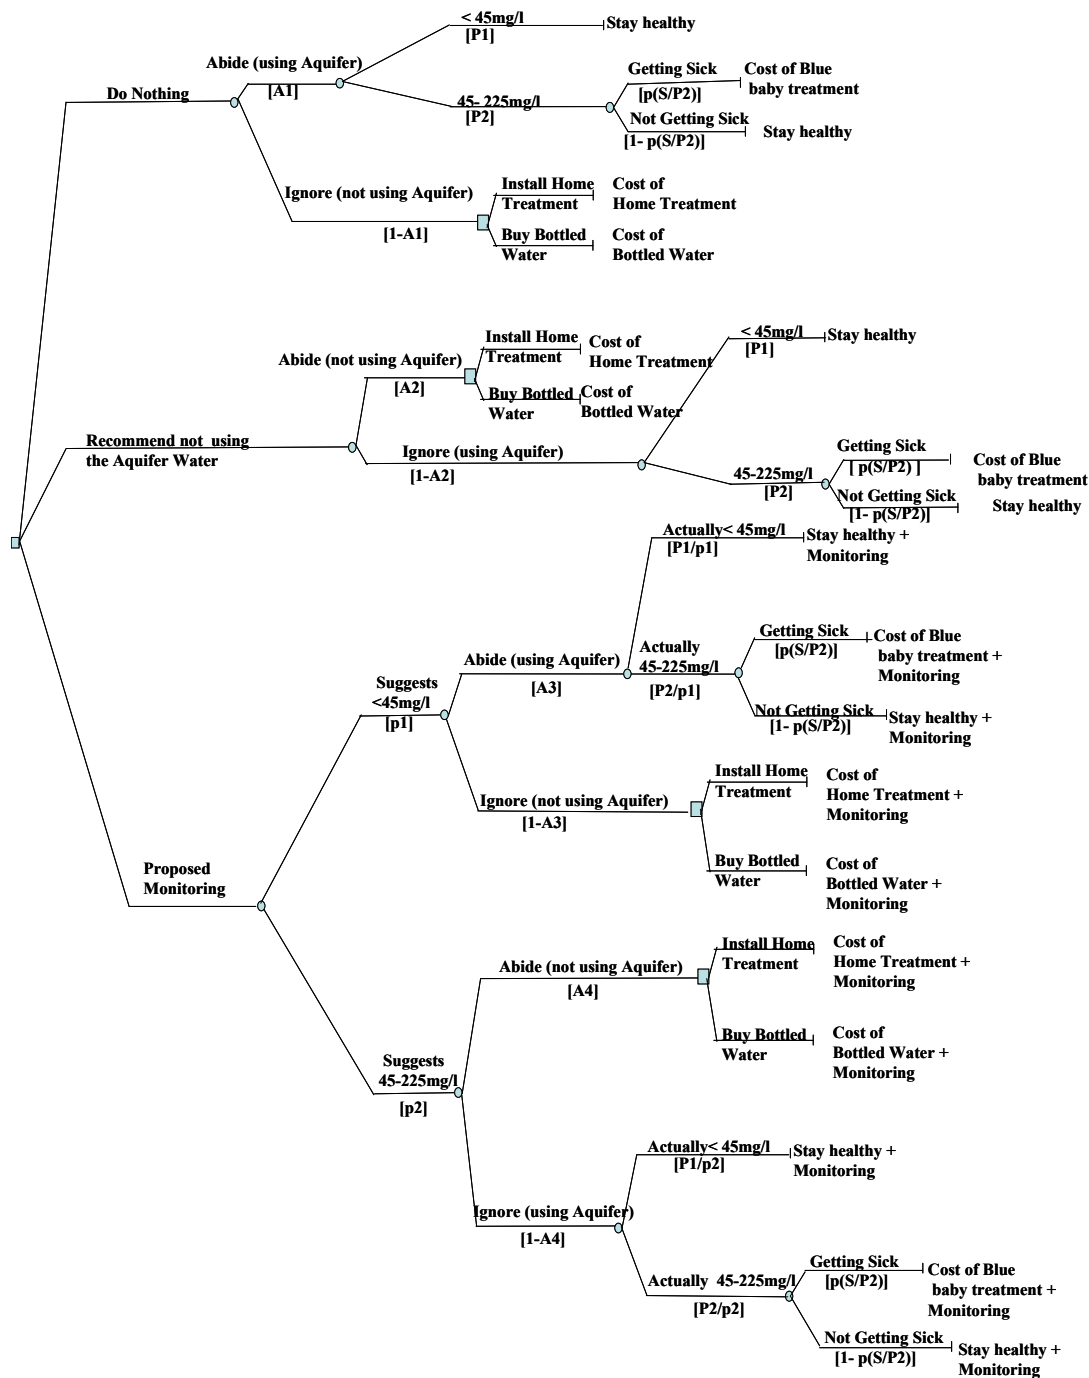 < 45mg/l
[P1]
Stay healthy
Abide (using Aquifer)
[A1]
Do Nothing
45- 225mg/l
[P2]
Getting Sick
[p(S/P2)]
Cost of Blue
baby treatment
Not Getting Sick
[1- p(S/P2)]
Stay healthy
Ignore (not using Aquifer)
[1-A1]
Install Home
Treatment
Cost of
Home Treatment
Buy Bottled
Water
Cost of
Bottled Water
Recommend not using
the Aquifer Water
Abide (not using Aquifer)
[A2]
Install Home
Treatment
Cost of
Home Treatment
Buy Bottled
Water
Cost of
Bottled Water
Ignore (using Aquifer)
[1-A2]
< 45mg/l
[P1]
Stay healthy
45-225mg/l
[P2]
Getting Sick
[ p(S/P2) ]
Cost of Blue
baby treatment
Not Getting Sick
[1- p(S/P2)]
Stay healthy
Proposed
Monitoring
Suggests
<45mg/l
[p1]
Abide (using Aquifer)
[A3]
Actually< 45mg/l
[P1/p1]
Stay healthy +
Monitoring
Actually
45-225mg/l
[P2/p1]
Getting Sick
[p(S/P2)]
Cost of Blue
baby treatment +
Monitoring
Not Getting Sick
[1- p(S/P2)]
Stay healthy +
Monitoring
Ignore (not using Aquifer)
[1-A3]
Install Home
Treatment
Cost of
Home Treatment +
Monitoring
Buy Bottled
Water
Cost of
Bottled Water +
Monitoring
Suggests
45-225mg/l
[p2]
Abide (not using Aquifer)
[A4]
Install Home
Treatment
Cost of
Home Treatment +
Monitoring
Buy Bottled
Water
Cost of
Bottled Water +
Monitoring
Ignore (using Aquifer)
[1-A4]
Actually< 45mg/l
[P1/p2]
Stay healthy +
Monitoring
Actually 45-225mg/l
[P2/p2]
Getting Sick
[p(S/P2)]
Cost of Blue
baby treatment +
Monitoring
Not Getting Sick
[1- p(S/P2)]
Stay healthy +
Monitoring